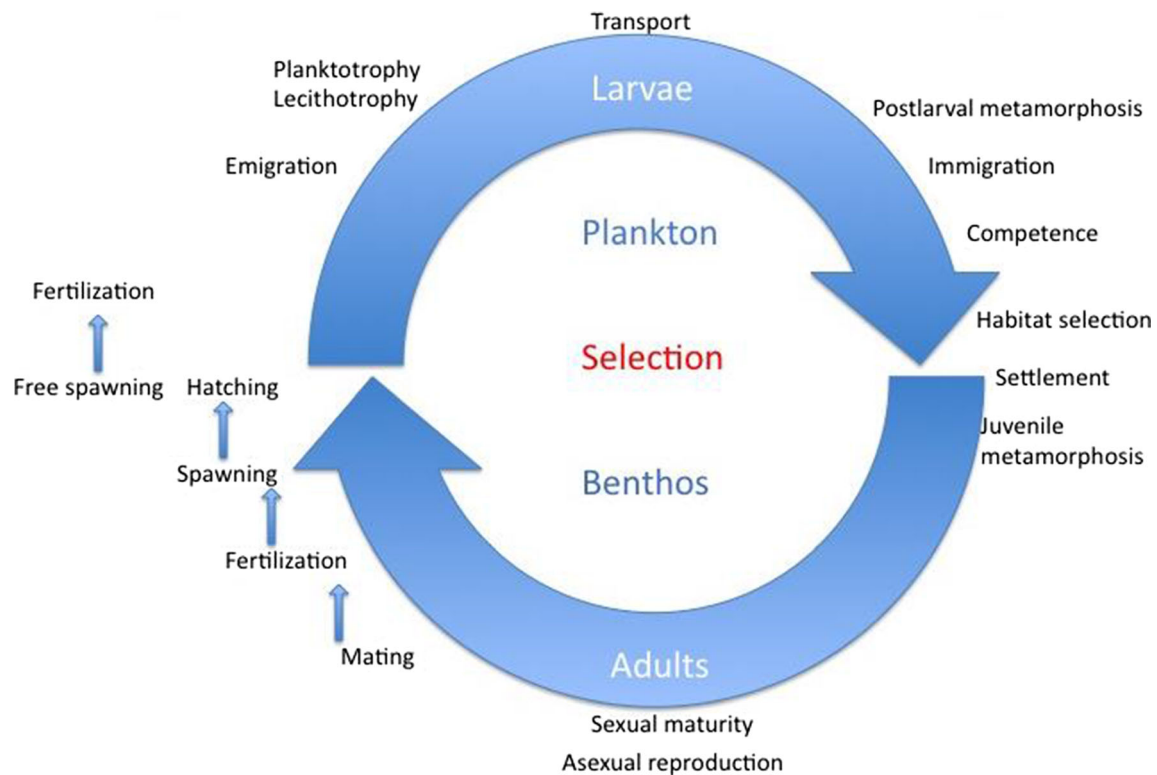 Transport
Larvae
Planktotrophy
Lecithotrophy
Postlarval metamorphosis
Emigration
Immigration
Plankton
Competence
Fertilization
Habitat selection
Selection
Free spawning
Hatching
Settlement
Juvenile
metamorphosis
Spawning
Benthos
Fertilization
Mating
Adults
Sexual maturity
Asexual reproduction